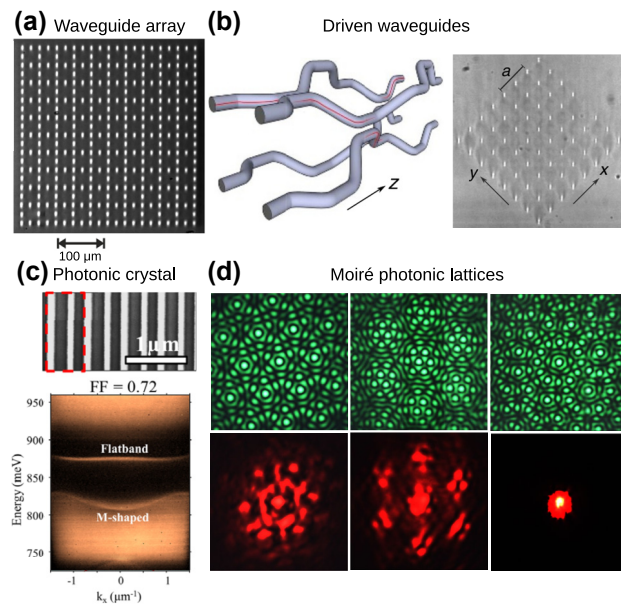 (a) Waveguide array
100 μm
(b) Driven waveguides
z
a
y
x
(c) Photonic crystal
1 μm
FF = 0.72
950
900
850
800
750
Energy (meV)
Flatband
M-shaped
-1
0
1
kₓ (μm⁻¹)
(d) Moiré photonic lattices